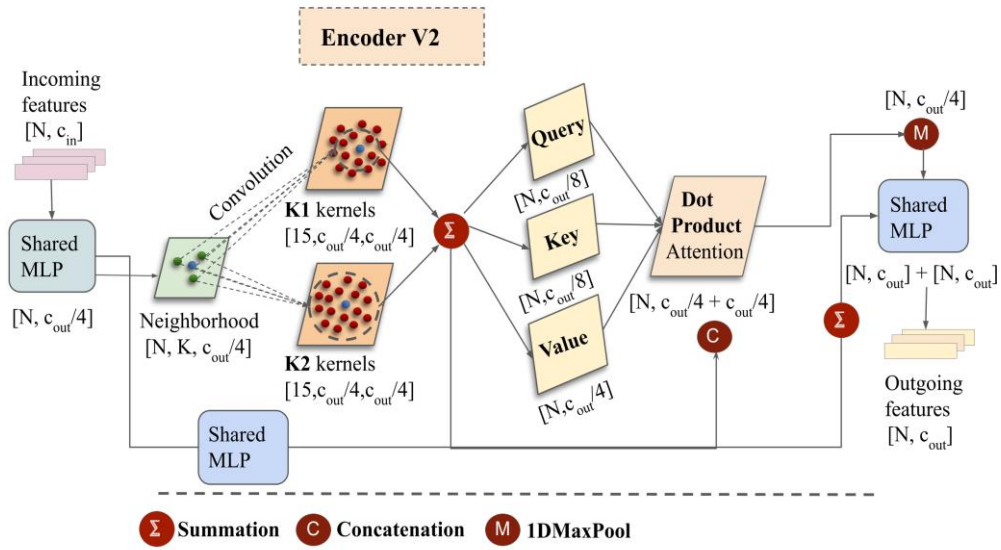 Encoder V2
Incoming
features
[N, c_in]
Shared
MLP
[N, c_out/4]
Convolution
Neighborhood
[N, K, c_out/4]
K1 kernels
[15,c_out/4,c_out/4]
K2 kernels
[15,c_out/4,c_out/4]
Shared
MLP
Σ
Query
[N,c_out/8]
Key
[N,c_out/8]
Value
[N,c_out/4]
Dot
Product
Attention
[N, c_out/4 + c_out/4]
C
[N, c_out/4]
M
Shared
MLP
[N, c_out] + [N, c_out]
Σ
Outgoing
features
[N, c_out]
Σ Summation C Concatenation M 1DMaxPool